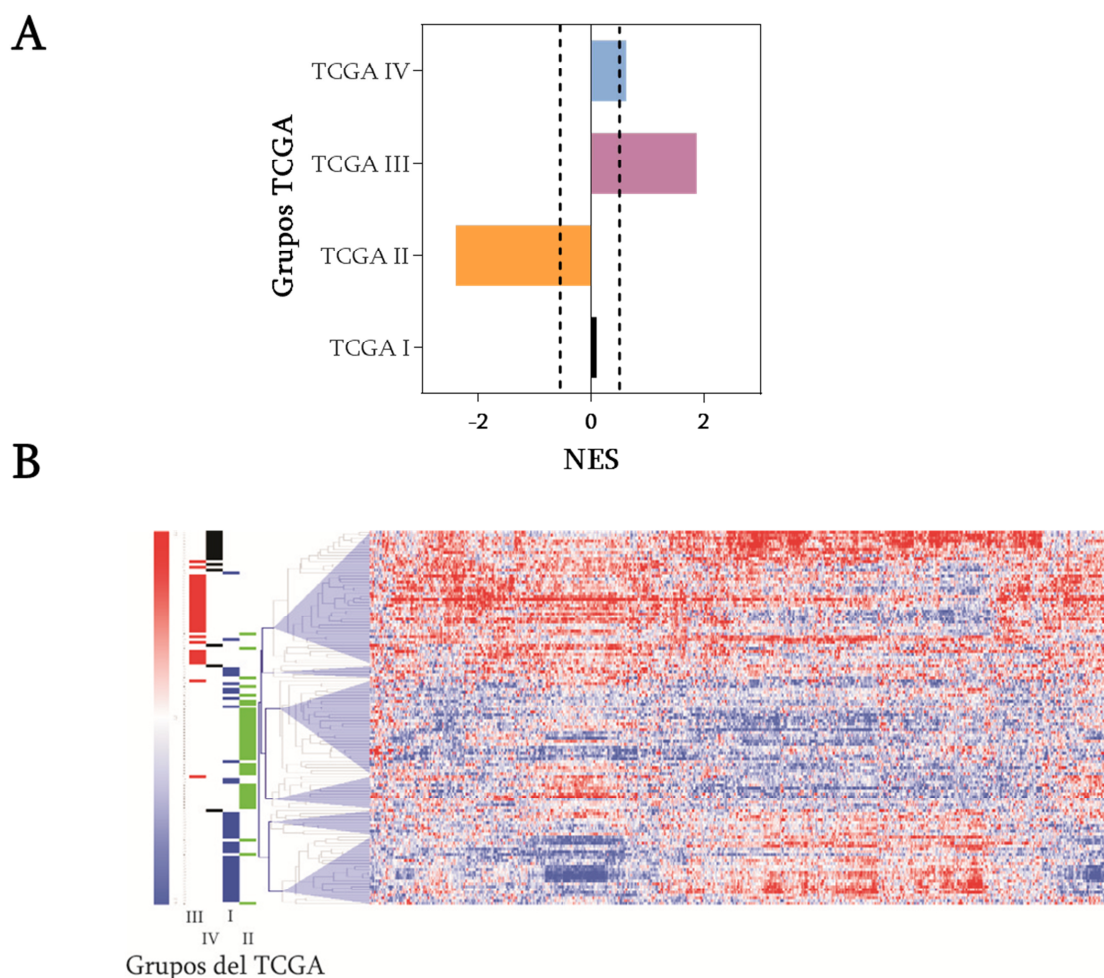 A
Grupos TCGA
TCGA IV
TCGA III
TCGA II
TCGA I
-2 0 2
NES
B
III I
IV II
Grupos del TCGA